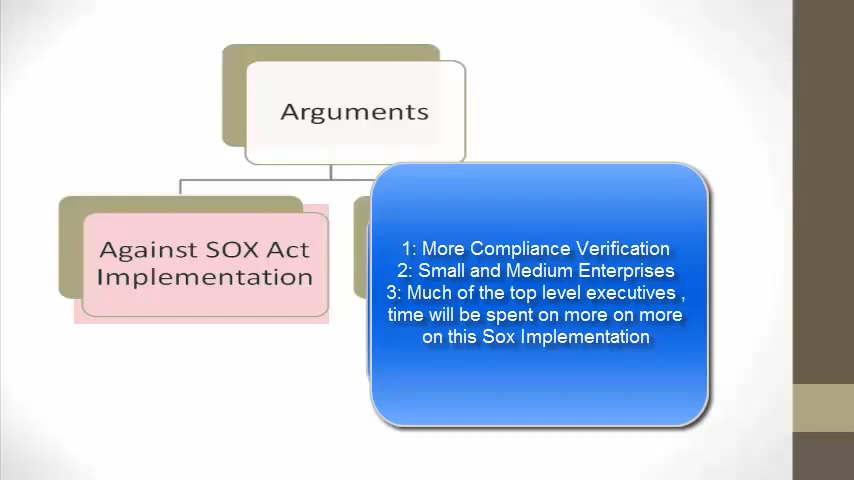 Arguments
Against SOX Act
Implementation
1: More Compliance Verification
2: Small and Medium Enterprises
3: Much of the top level executives ,
time will be spent on more on more
on this Sox Implementation